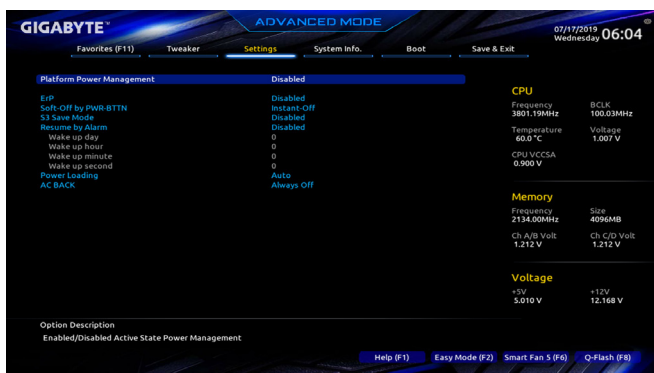 GIGABYTE™
ADVANCED MODE
07/17/2019 Wednesday 06:04
Favorites (F11) Tweaker Settings System Info. Boot Save & Exit
Platform Power Management Disabled
ErP Disabled
Soft-Off by PWR-BTTN Instant-Off
S3 Save Mode Disabled
Resume by Alarm Disabled
Wake up day 0
Wake up hour 0
Wake up minute 0
Wake up second 0
Power Loading Auto
AC BACK Always Off
CPU
Frequency BCLK
3801.19MHz 100.03MHz
Temperature Voltage
60.0 °C 1.007 V
CPU VCCSA
0.900 V
Memory
Frequency Size
2134.00MHz 4096MB
Ch A/B Volt Ch C/D Volt
1.212 V 1.212 V
Voltage
+5V +12V
5.010 V 12.168 V
Option Description
Enabled/Disabled Active State Power Management
Help (F1) Easy Mode (F2) Smart Fan 5 (F6) Q-Flash (F8)